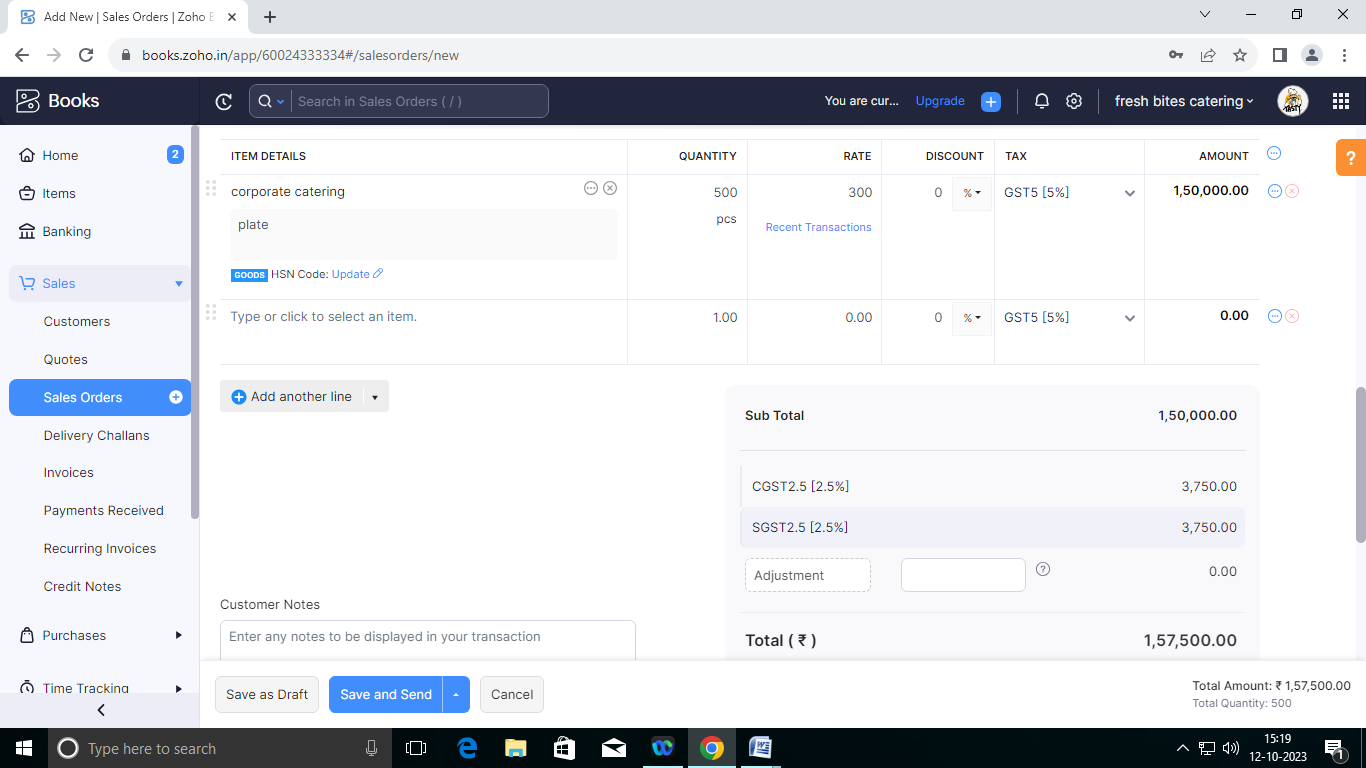 Add New | Sales Orders | Zoho B
books.zoho.in/app/60024333334#/salesorders/new
Books
Search in Sales Orders ( / )
You are cur...
Upgrade
fresh bites catering
TASTY
Home
2
Items
Banking
Sales
Customers
Quotes
Sales Orders
Delivery Challans
Invoices
Payments Received
Recurring Invoices
Credit Notes
Purchases
Time Tracking
ITEM DETAILS QUANTITY RATE DISCOUNT TAX AMOUNT
corporate catering 500 300 0 % GST5 [5%] 1,50,000.00
pcs
plate
Recent Transactions
GOODS HSN Code: Update
Type or click to select an item. 1.00 0.00 0 % GST5 [5%] 0.00
?
Add another line
Sub Total 1,50,000.00
CGST2.5 [2.5%] 3,750.00
SGST2.5 [2.5%] 3,750.00
Adjustment ? 0.00
Total ( ₹ ) 1,57,500.00
Customer Notes
Enter any notes to be displayed in your transaction
Save as Draft
Save and Send
Cancel
Total Amount: ₹ 1,57,500.00
Total Quantity: 500
Type here to search
W
15:19
12-10-2023
1